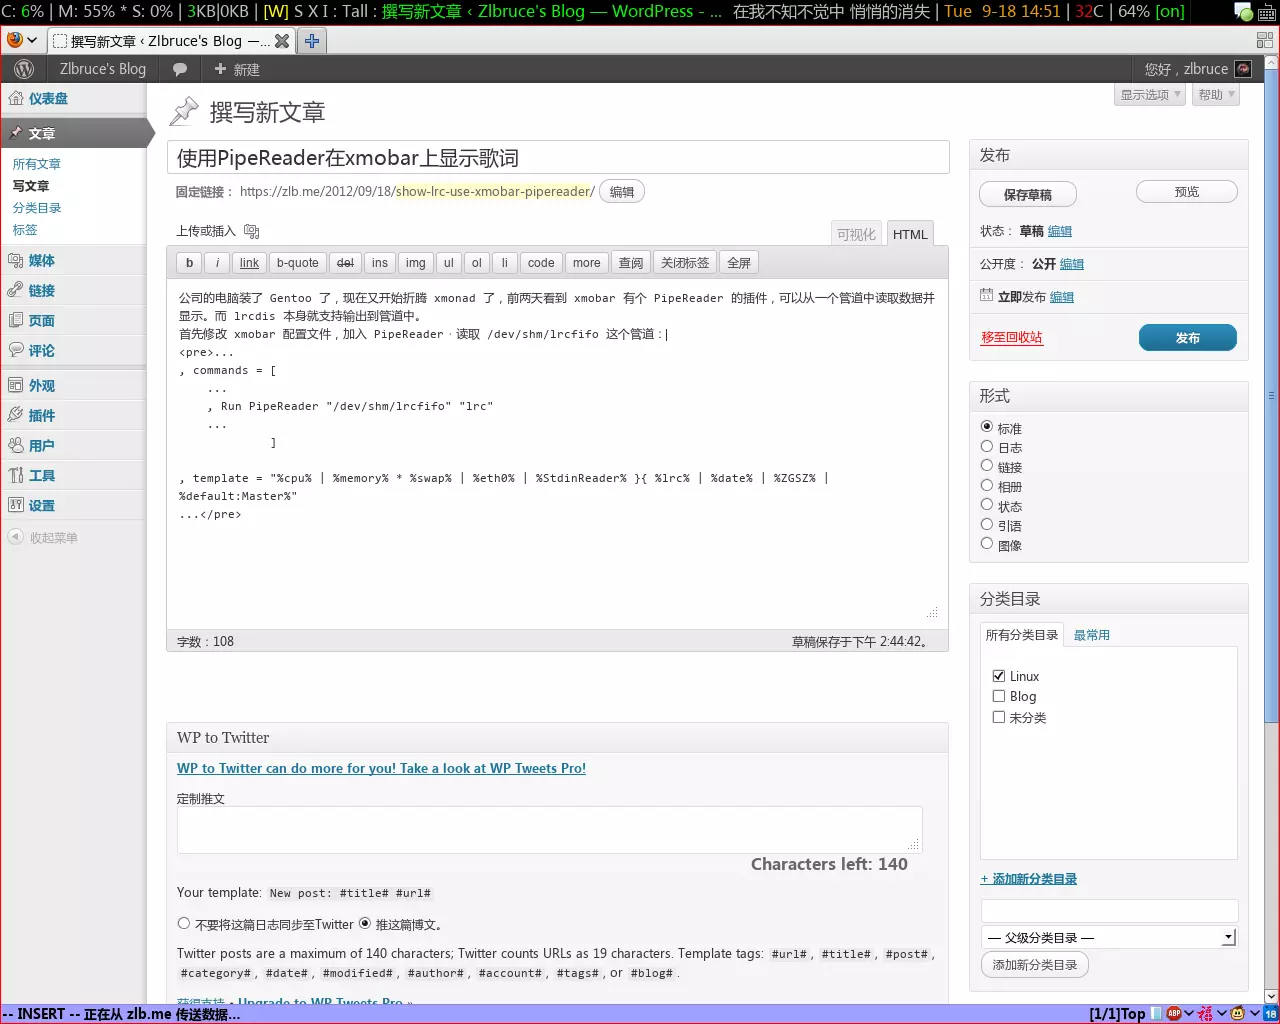 C: 6% | M: 55% * S: 0% | 3KB|0KB | [W] S X I : Tall : 撰写新文章 ‹ Zlbruce's Blog — WordPress - ... 在我不知不觉中 悄悄的消失 | Tue 9-18 14:51 | 32C | 64% [on]
撰写新文章 ‹ Zlbruce's Blog —...
Zlbruce's Blog 新建 您好，zlbruce
显示选项 帮助
仪表盘
文章
所有文章
写文章
分类目录
标签
媒体
链接
页面
评论
外观
插件
用户
工具
设置
收起菜单
撰写新文章
使用PipeReader在xmobar上显示歌词
固定链接： https://zlb.me/2012/09/18/show-lrc-use-xmobar-pipereader/ 编辑
上传或插入 可视化 HTML
b i link b-quote del ins img ul ol li code more 查阅 关闭标签 全屏
公司的电脑装了 Gentoo 了，现在又开始折腾 xmonad 了，前两天看到 xmobar 有个 PipeReader 的插件，可以从一个管道中读取数据并
显示。而 lrcdis 本身就支持输出到管道中。
首先修改 xmobar 配置文件，加入 PipeReader 读取 /dev/shm/lrcfifo 这个管道：
<pre>...
, commands = [
...
, Run PipeReader "/dev/shm/lrcfifo" "lrc"
...
]
, template = "%cpu% | %memory% * %swap% | %eth0% | %StdinReader% }{ %lrc% | %date% | %ZGSZ% |
%default:Master%"
...</pre>
字数：108 草稿保存于下午 2:44:42。
WP to Twitter
WP to Twitter can do more for you! Take a look at WP Tweets Pro!
定制推文
Characters left: 140
Your template: New post: #title# #url#
不要将这篇日志同步至Twitter 推这篇博文。
Twitter posts are a maximum of 140 characters; Twitter counts URLs as 19 characters. Template tags: #url#, #title#, #post#,
#category#, #date#, #modified#, #author#, #account#, #tags#, or #blog#.
获得支持 • Upgrade to WP Tweets Pro »
发布
保存草稿 预览
状态： 草稿 编辑
公开度： 公开 编辑
立即发布 编辑
移至回收站 发布
形式
标准
日志
链接
相册
状态
引语
图像
分类目录
所有分类目录 最常用
Linux
Blog
未分类
+ 添加新分类目录
— 父级分类目录 —
添加新分类目录
-- INSERT -- 正在从 zlb.me 传送数据... [1/1]Top ABP 福 18